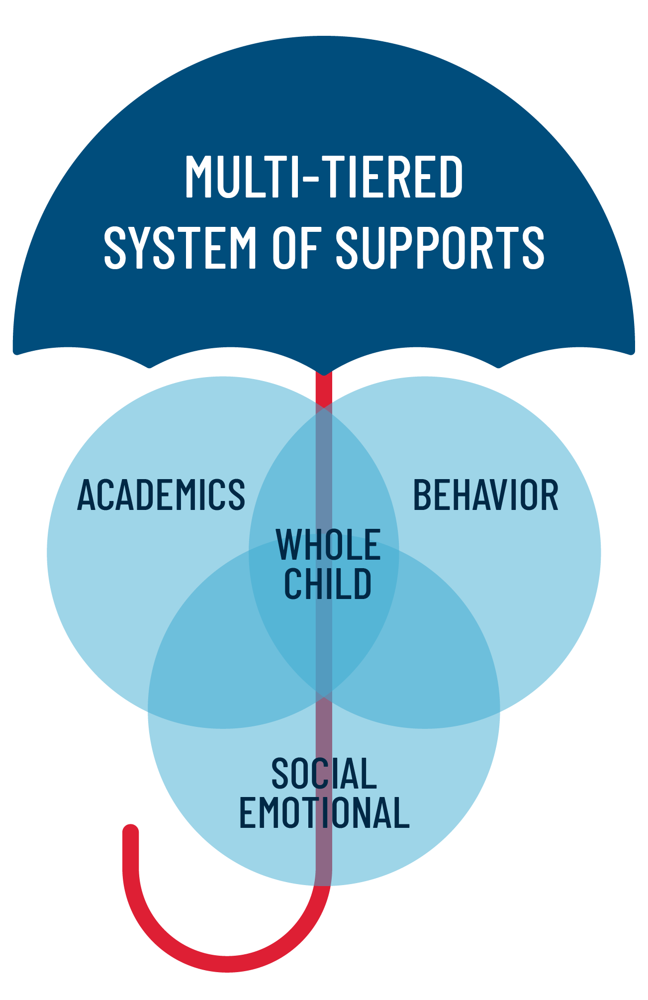 MULTI-TIERED
SYSTEM OF SUPPORTS
ACADEMICS
BEHAVIOR
WHOLE
CHILD
SOCIAL
EMOTIONAL